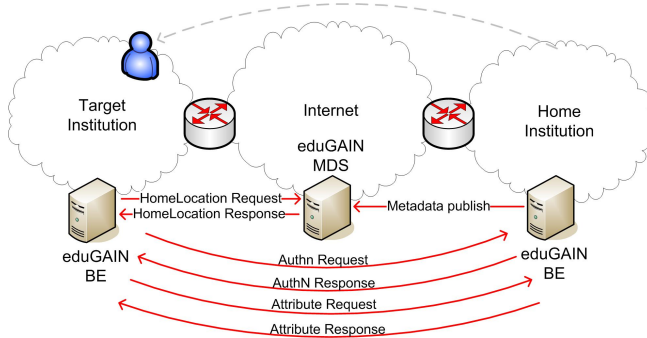 Target
Institution
Internet
Home
Institution
eduGAIN
MDS
HomeLocation Request
HomeLocation Response
Metadata publish
eduGAIN
BE
eduGAIN
BE
Authn Request
AuthN Response
Attribute Request
Attribute Response